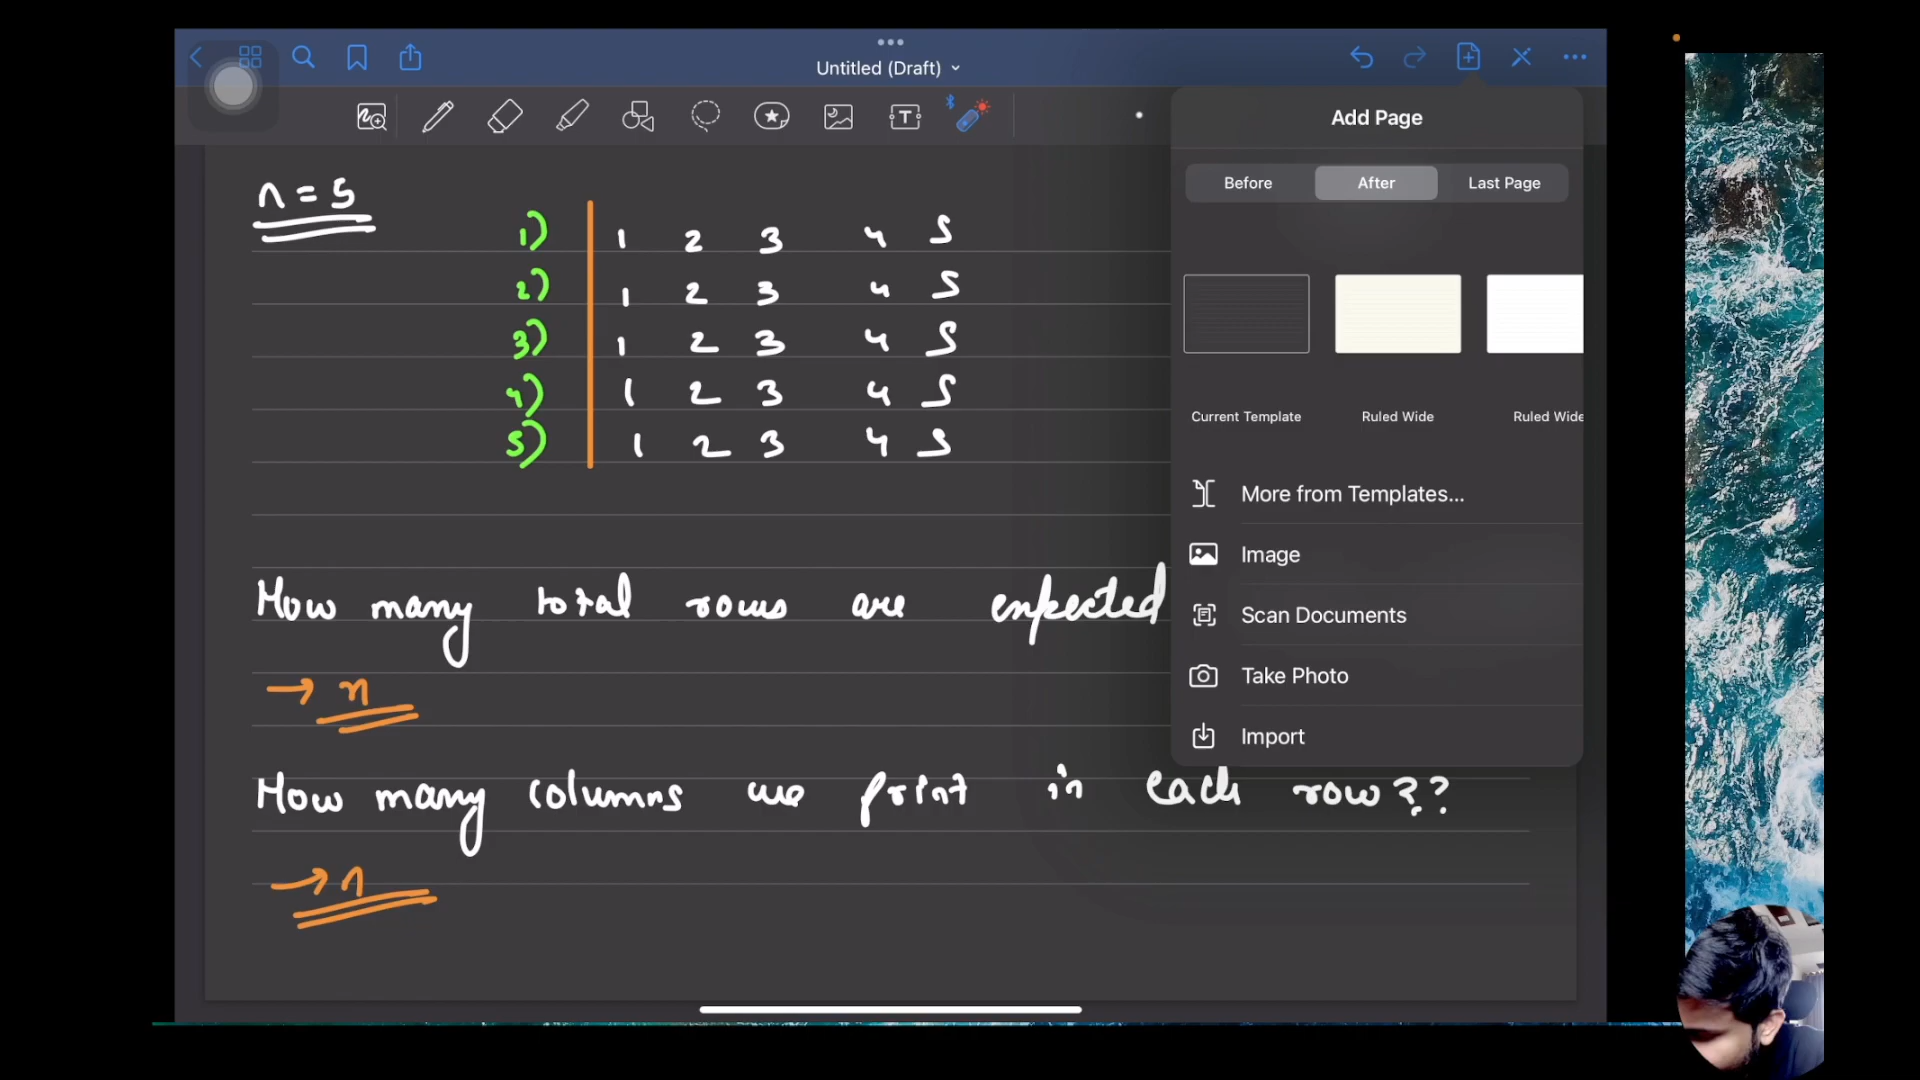 Untitled (Draft)
Add Page
Before After Last Page
Current Template Ruled Wide Ruled Wide
More from Templates...
Image
Scan Documents
Take Photo
Import
T
n = 5
1) 1 2 3 4 5
2) 1 2 3 4 5
3) 1 2 3 4 5
4) 1 2 3 4 5
5) 1 2 3 4 5
How many total rows are expected
→ n
How many columns are print in each row??
→ n